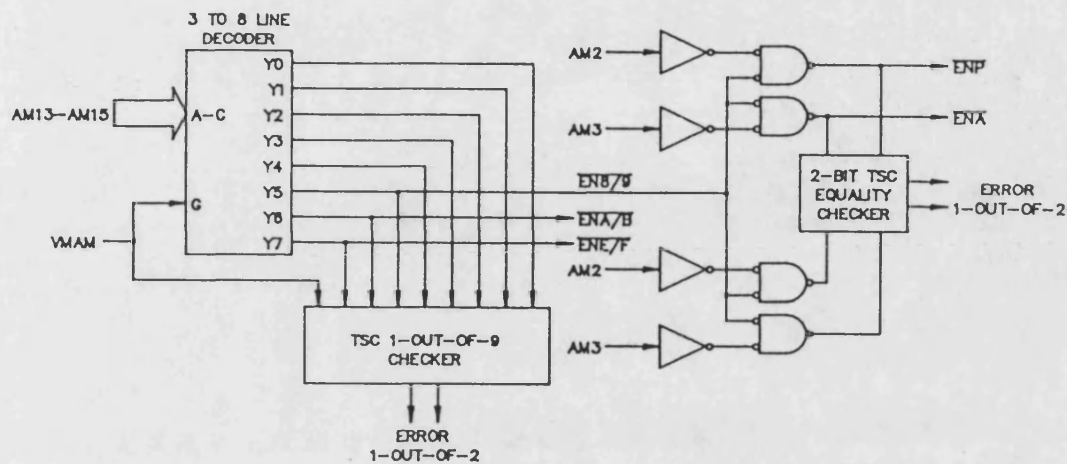 3 TO 8 LINE
DECODER
AM13-AM15
A-C
G
VMAM
Y0
Y1
Y2
Y3
Y4
Y5
Y6
Y7
EN8/9
ENA/B
ENE/F
TSC 1-OUT-OF-9
CHECKER
ERROR
1-OUT-OF-2
AM2
AM3
ENP
ENA
2-BIT TSC
EQUALITY
CHECKER
ERROR
1-OUT-OF-2
AM2
AM3